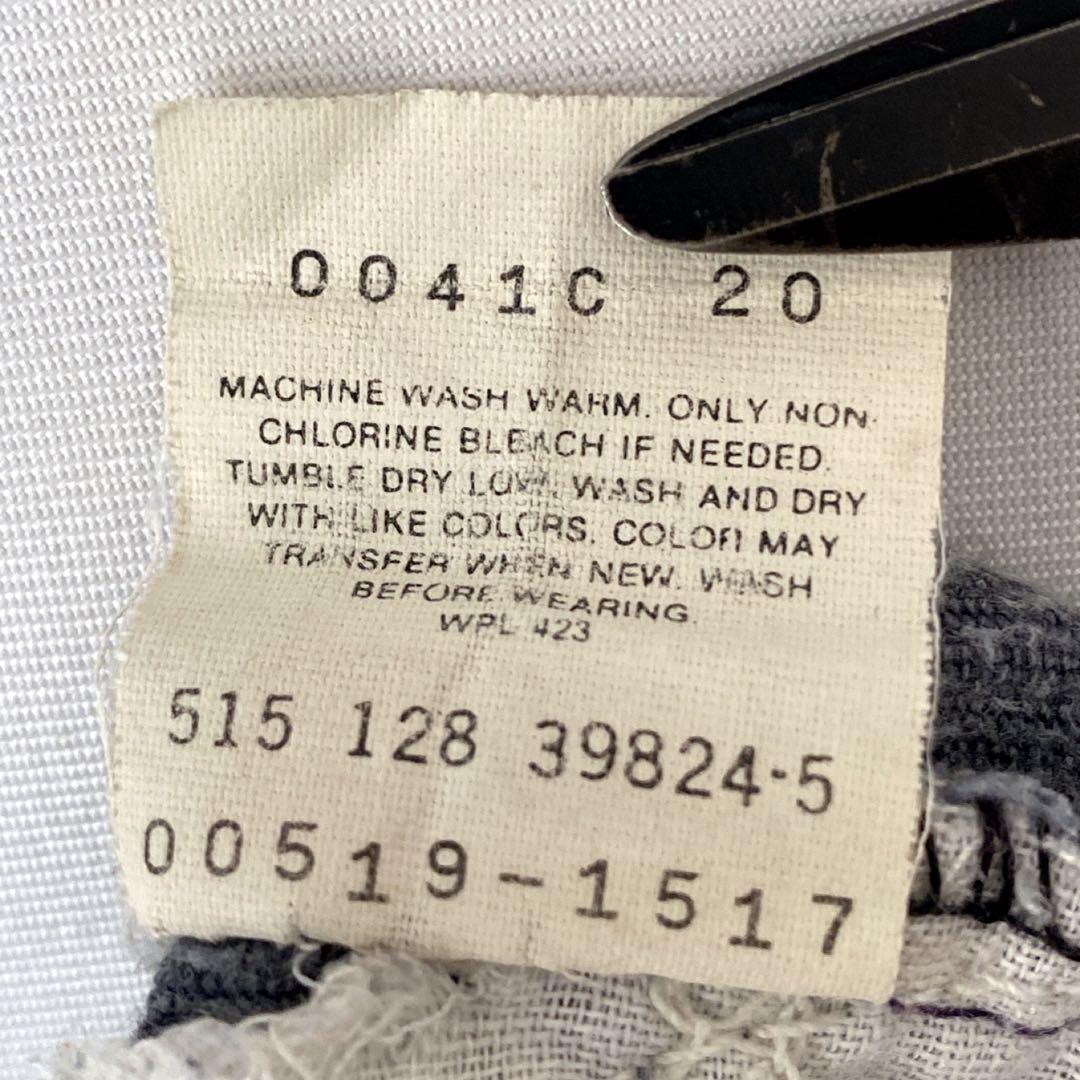 0041C 20
MACHINE WASH WARM. ONLY NON-
CHLORINE BLEACH IF NEEDED.
TUMBLE DRY LOW. WASH AND DRY
WITH LIKE COLORS. COLOR MAY
TRANSFER WHEN NEW. WASH
BEFORE WEARING.
WPL 423
515 128 39824-5
00519-1517